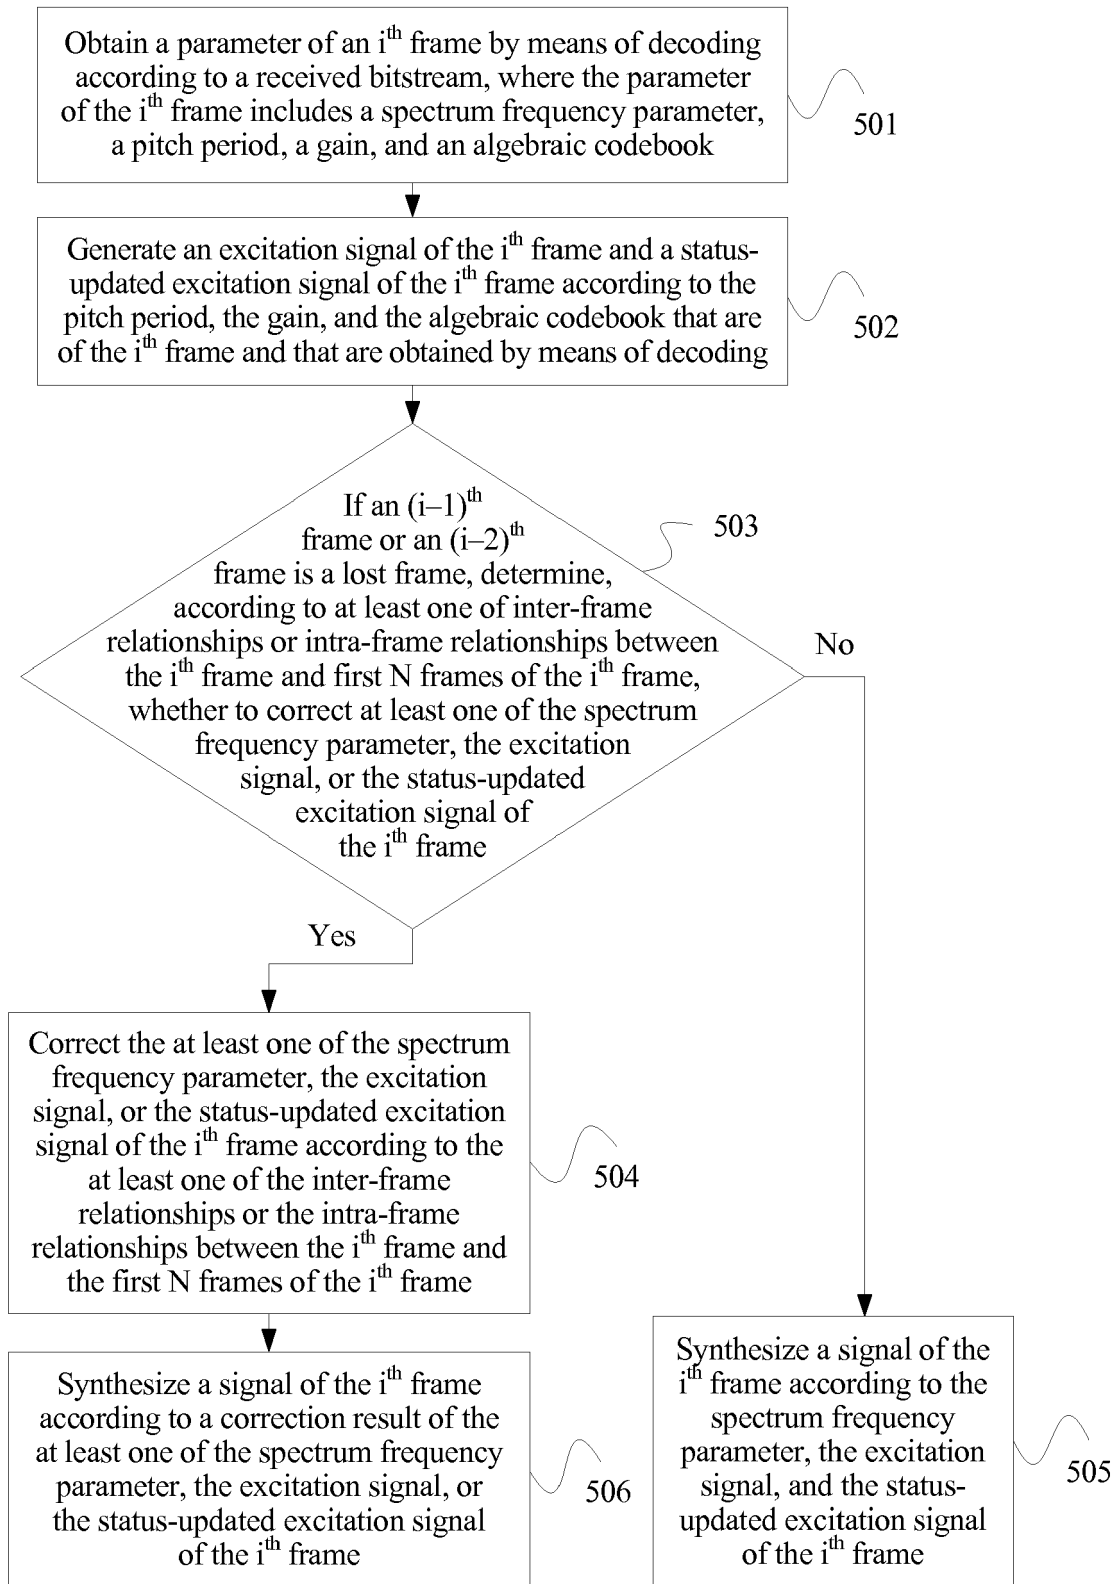 Obtain a parameter of an ith frame by means of decoding
according to a received bitstream, where the parameter
of the ith frame includes a spectrum frequency parameter,
a pitch period, a gain, and an algebraic codebook
501
Generate an excitation signal of the ith frame and a status-
updated excitation signal of the ith frame according to the
pitch period, the gain, and the algebraic codebook that are
of the ith frame and that are obtained by means of decoding
502
If an (i–1)th
frame or an (i–2)th
frame is a lost frame, determine,
according to at least one of inter-frame
relationships or intra-frame relationships between
the ith frame and first N frames of the ith frame,
whether to correct at least one of the spectrum
frequency parameter, the excitation
signal, or the status-updated
excitation signal of
the ith frame
503
No
Yes
Correct the at least one of the spectrum
frequency parameter, the excitation
signal, or the status-updated excitation
signal of the ith frame according to the
at least one of the inter-frame
relationships or the intra-frame
relationships between the ith frame and
the first N frames of the ith frame
504
Synthesize a signal of the ith frame
according to a correction result of the
at least one of the spectrum frequency
parameter, the excitation signal, or
the status-updated excitation signal
of the ith frame
506
Synthesize a signal of the
ith frame according to the
spectrum frequency
parameter, the excitation
signal, and the status-
updated excitation signal
of the ith frame
505